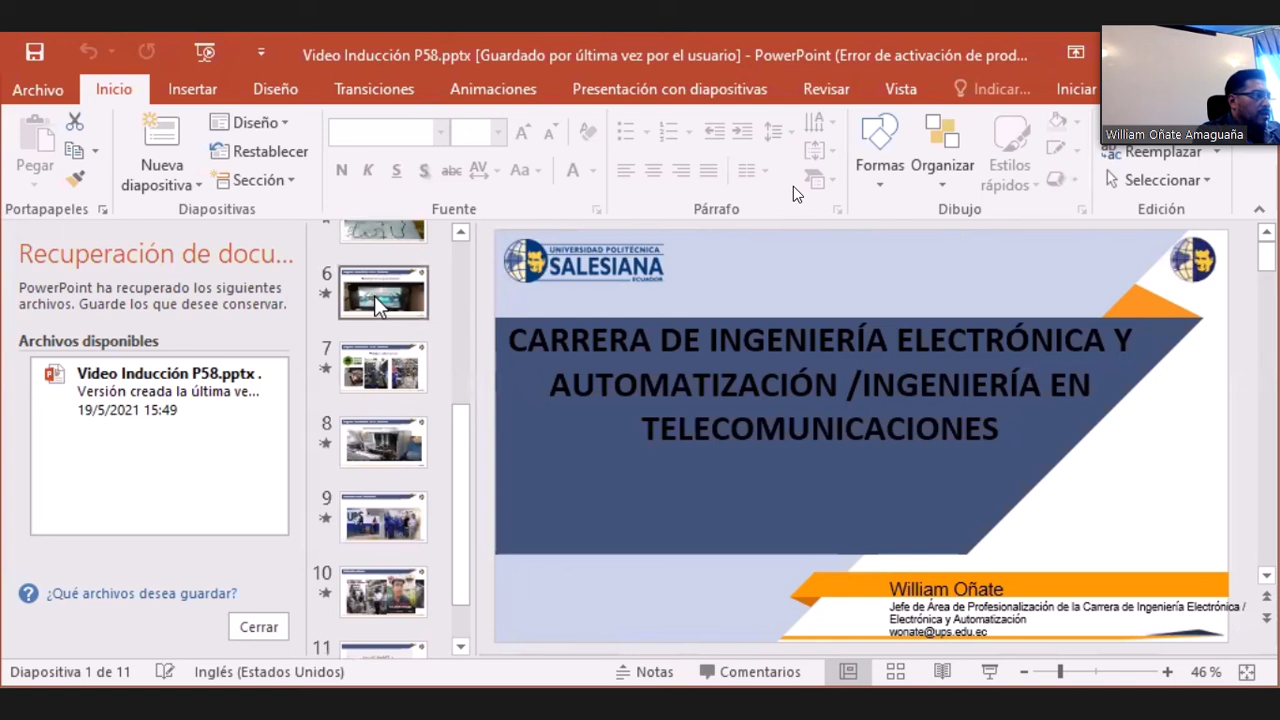 Video Inducción P58.pptx [Guardado por última vez por el usuario] - PowerPoint (Error de activación de prod...
Archivo
Inicio
Insertar
Diseño
Transiciones
Animaciones
Presentación con diapositivas
Revisar
Vista
Indicar...
Iniciar
William Oñate Amaguaña
Pegar
Nueva
diapositiva
Diseño
Restablecer
Sección
N K S S abc AV Aa A
Formas
Organizar
Estilos
rápidos
Reemplazar
Seleccionar
Portapapeles
Diapositivas
Fuente
Párrafo
Dibujo
Edición
Recuperación de docu...
PowerPoint ha recuperado los siguientes
archivos. Guarde los que desee conservar.
Archivos disponibles
Video Inducción P58.pptx .
Versión creada la última ve...
19/5/2021 15:49
¿Qué archivos desea guardar?
Cerrar
6
7
8
9
UPS
10
11
UNIVERSIDAD POLITÉCNICA
SALESIANA
ECUADOR
CARRERA DE INGENIERÍA ELECTRÓNICA Y
AUTOMATIZACIÓN /INGENIERÍA EN
TELECOMUNICACIONES
William Oñate
Jefe de Área de Profesionalización de la Carrera de Ingeniería Electrónica /
Electrónica y Automatización
wonate@ups.edu.ec
Diapositiva 1 de 11
Inglés (Estados Unidos)
Notas
Comentarios
46 %